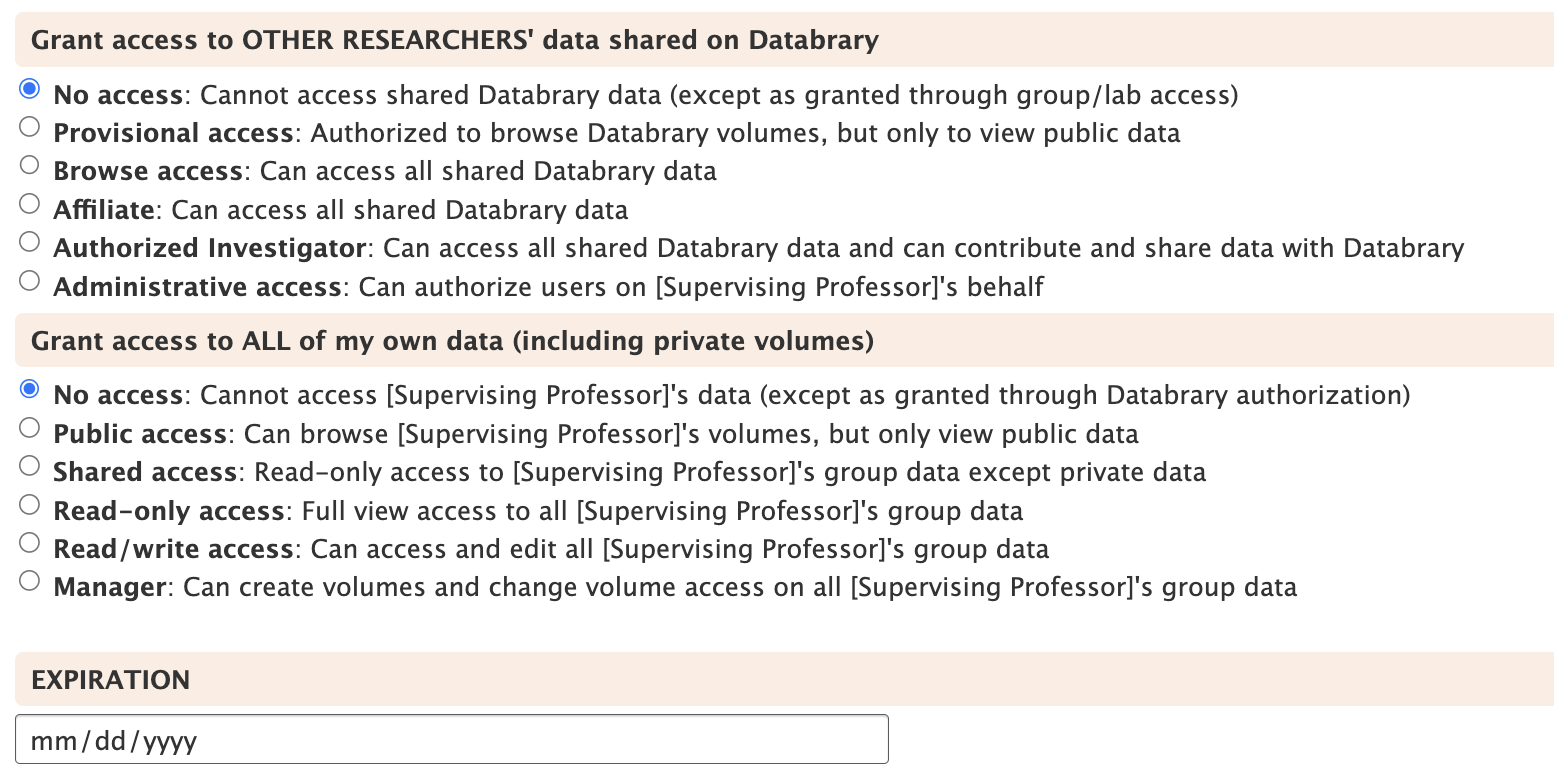 Grant access to OTHER RESEARCHERS' data shared on Databrary
No access: Cannot access shared Databrary data (except as granted through group/lab access)
Provisional access: Authorized to browse Databrary volumes, but only to view public data
Browse access: Can access all shared Databrary data
Affiliate: Can access all shared Databrary data
Authorized Investigator: Can access all shared Databrary data and can contribute and share data with Databrary
Administrative access: Can authorize users on [Supervising Professor]'s behalf
Grant access to ALL of my own data (including private volumes)
No access: Cannot access [Supervising Professor]'s data (except as granted through Databrary authorization)
Public access: Can browse [Supervising Professor]'s volumes, but only view public data
Shared access: Read-only access to [Supervising Professor]'s group data except private data
Read-only access: Full view access to all [Supervising Professor]'s group data
Read/write access: Can access and edit all [Supervising Professor]'s group data
Manager: Can create volumes and change volume access on all [Supervising Professor]'s group data
EXPIRATION
mm/dd/yyyy